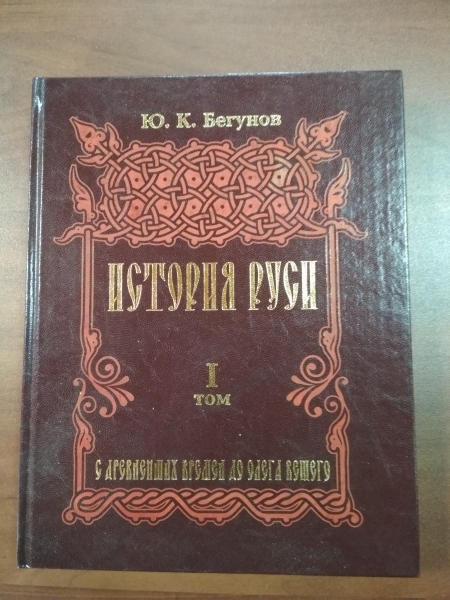 Ю. К. Бегунов
ИСТОРИЯ РУСИ
I
ТОМ
С ДРЕВНЕЙШИХ ВРЕМЕН ДО ОЛЕГА ВЕЩЕГО